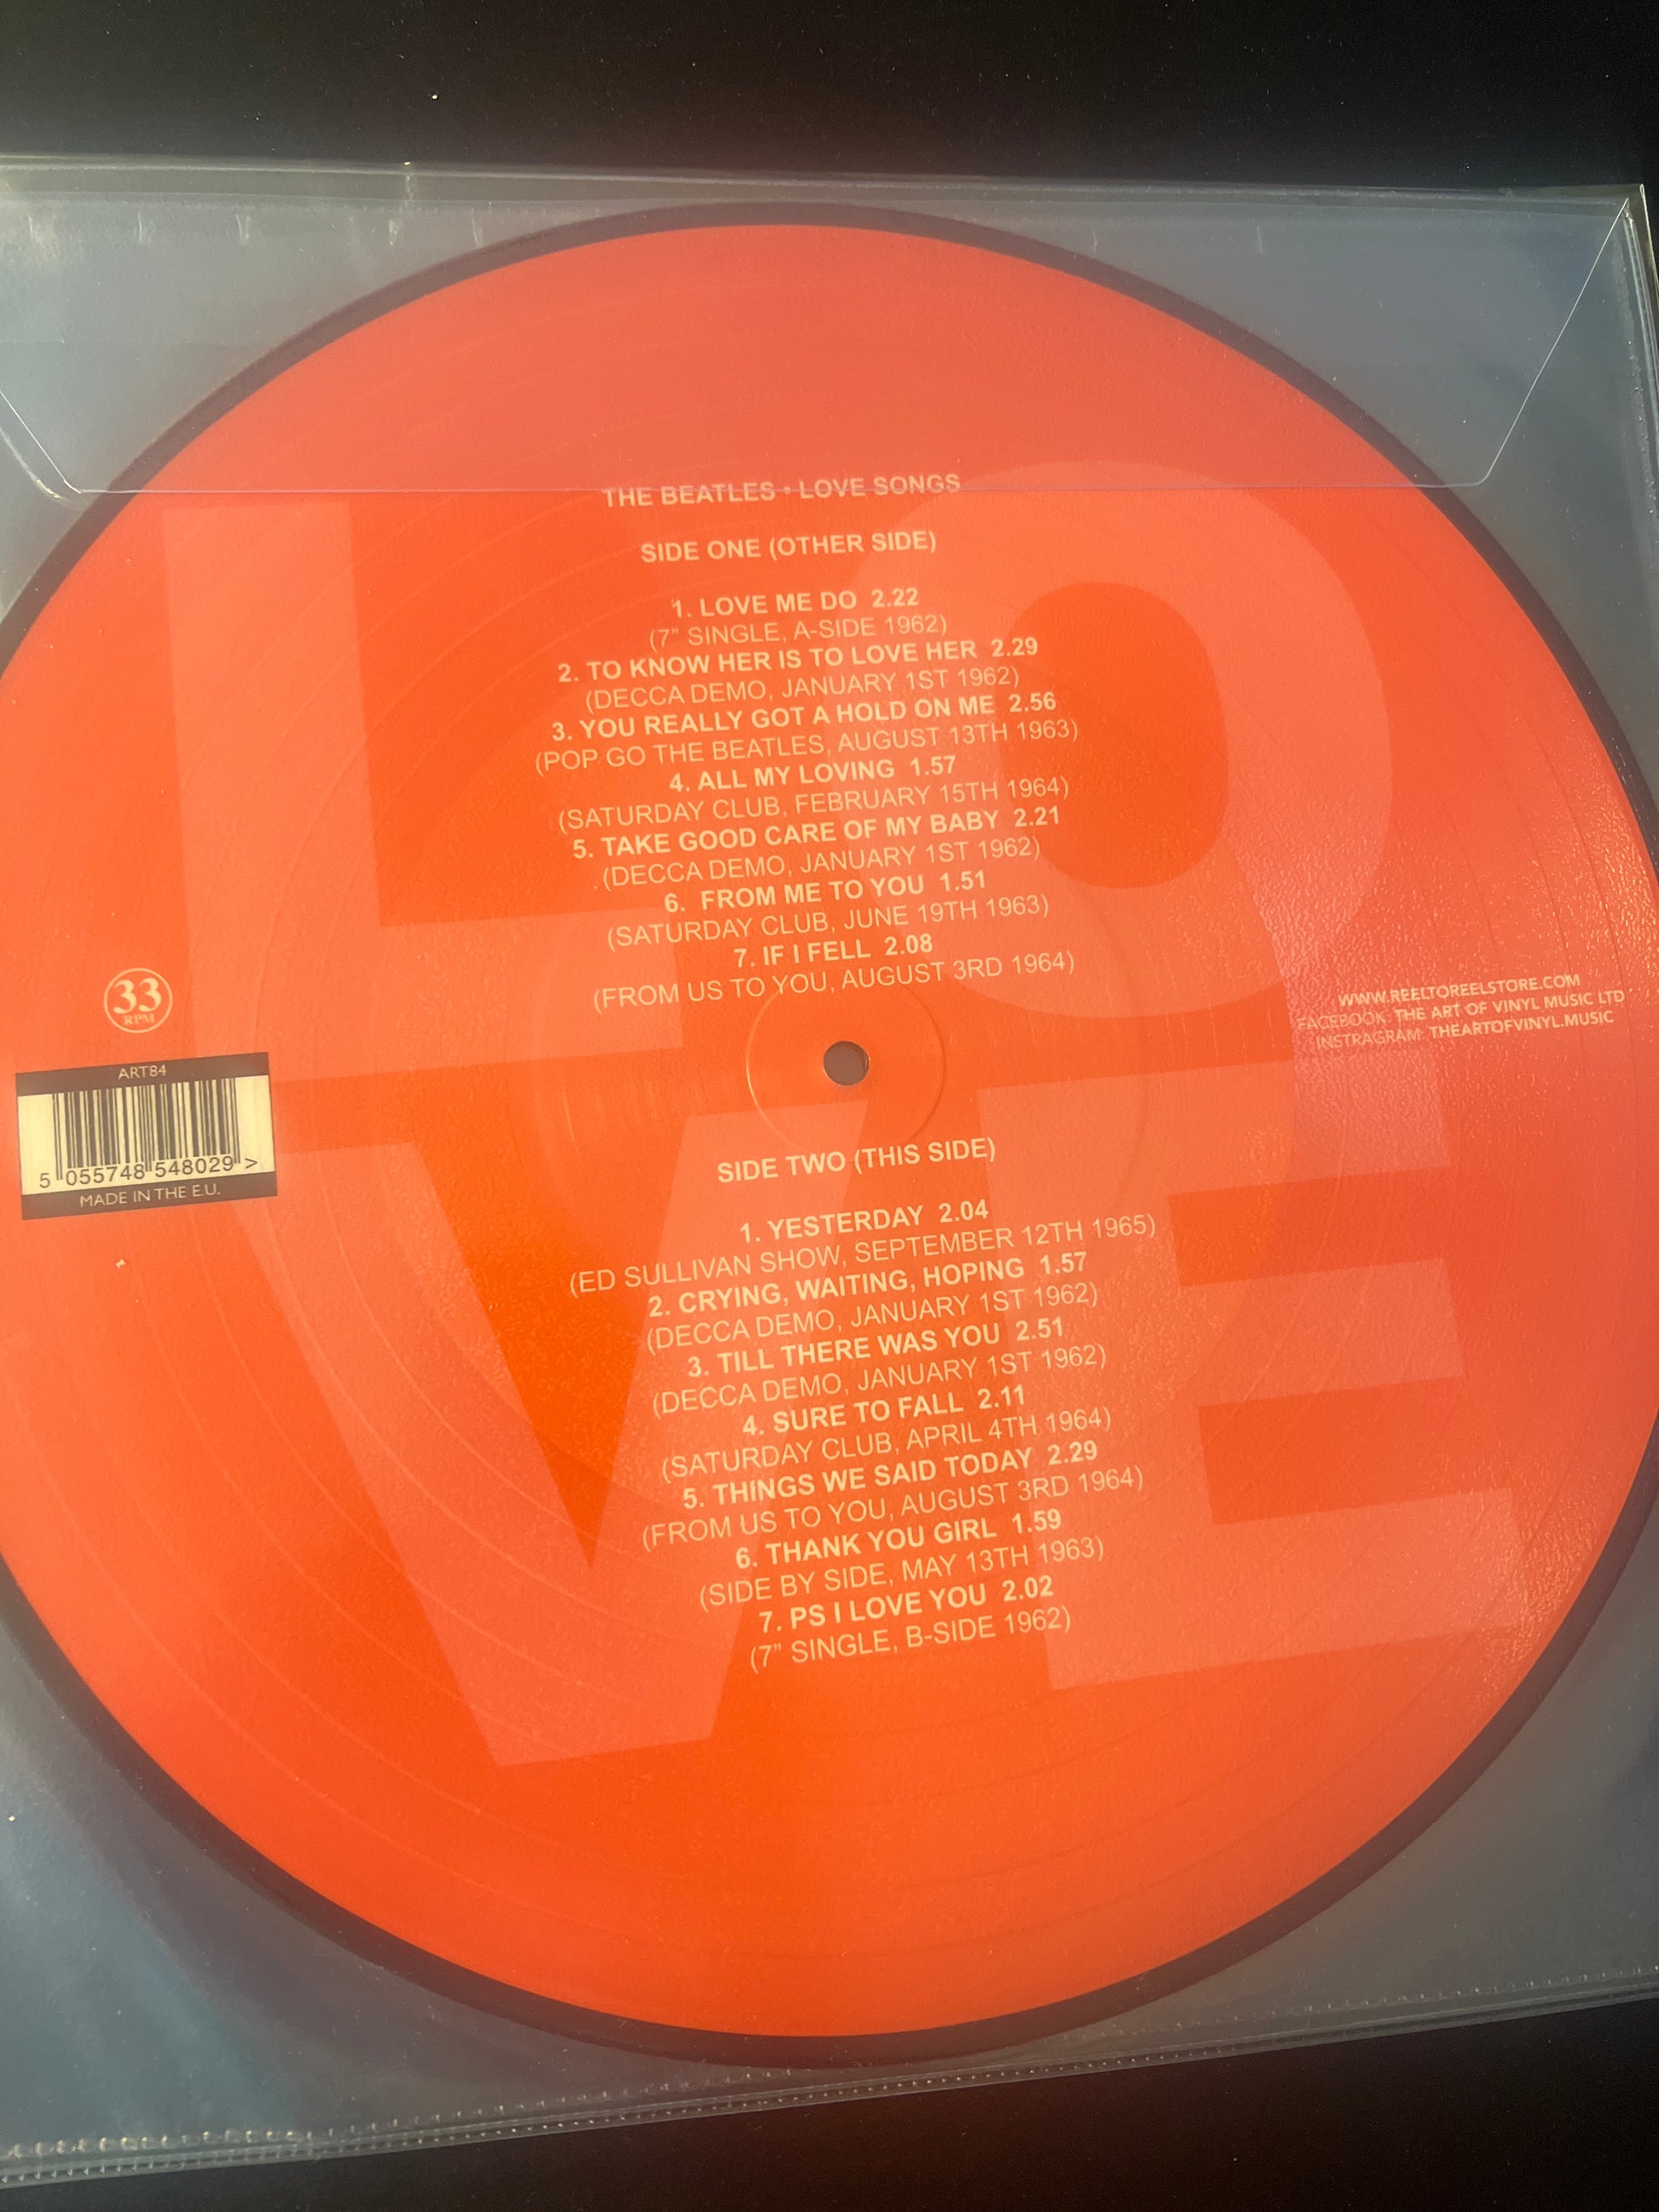 THE BEATLES • LOVE SONGS
SIDE ONE (OTHER SIDE)
1. LOVE ME DO 2.22
(7” SINGLE, A-SIDE 1962)
2. TO KNOW HER IS TO LOVE HER 2.29
(DECCA DEMO, JANUARY 1ST 1962)
3. YOU REALLY GOT A HOLD ON ME 2.56
(POP GO THE BEATLES, AUGUST 13TH 1963)
4. ALL MY LOVING 1.57
(SATURDAY CLUB, FEBRUARY 15TH 1964)
5. TAKE GOOD CARE OF MY BABY 2.21
(DECCA DEMO, JANUARY 1ST 1962)
6. FROM ME TO YOU 1.51
(SATURDAY CLUB, JUNE 19TH 1963)
7. IF I FELL 2.08
(FROM US TO YOU, AUGUST 3RD 1964)
33
RPM
ART84
5 055748 548029 >
MADE IN THE E.U.
WWW.REELTOREELSTORE.COM
FACEBOOK: THE ART OF VINYL MUSIC LTD
INSTRAGRAM: THEARTOFVINYL.MUSIC
SIDE TWO (THIS SIDE)
1. YESTERDAY 2.04
(ED SULLIVAN SHOW, SEPTEMBER 12TH 1965)
2. CRYING, WAITING, HOPING 1.57
(DECCA DEMO, JANUARY 1ST 1962)
3. TILL THERE WAS YOU 2.51
(DECCA DEMO, JANUARY 1ST 1962)
4. SURE TO FALL 2.11
(SATURDAY CLUB, APRIL 4TH 1964)
5. THINGS WE SAID TODAY 2.29
(FROM US TO YOU, AUGUST 3RD 1964)
6. THANK YOU GIRL 1.59
(SIDE BY SIDE, MAY 13TH 1963)
7. PS I LOVE YOU 2.02
(7” SINGLE, B-SIDE 1962)
LO
VE